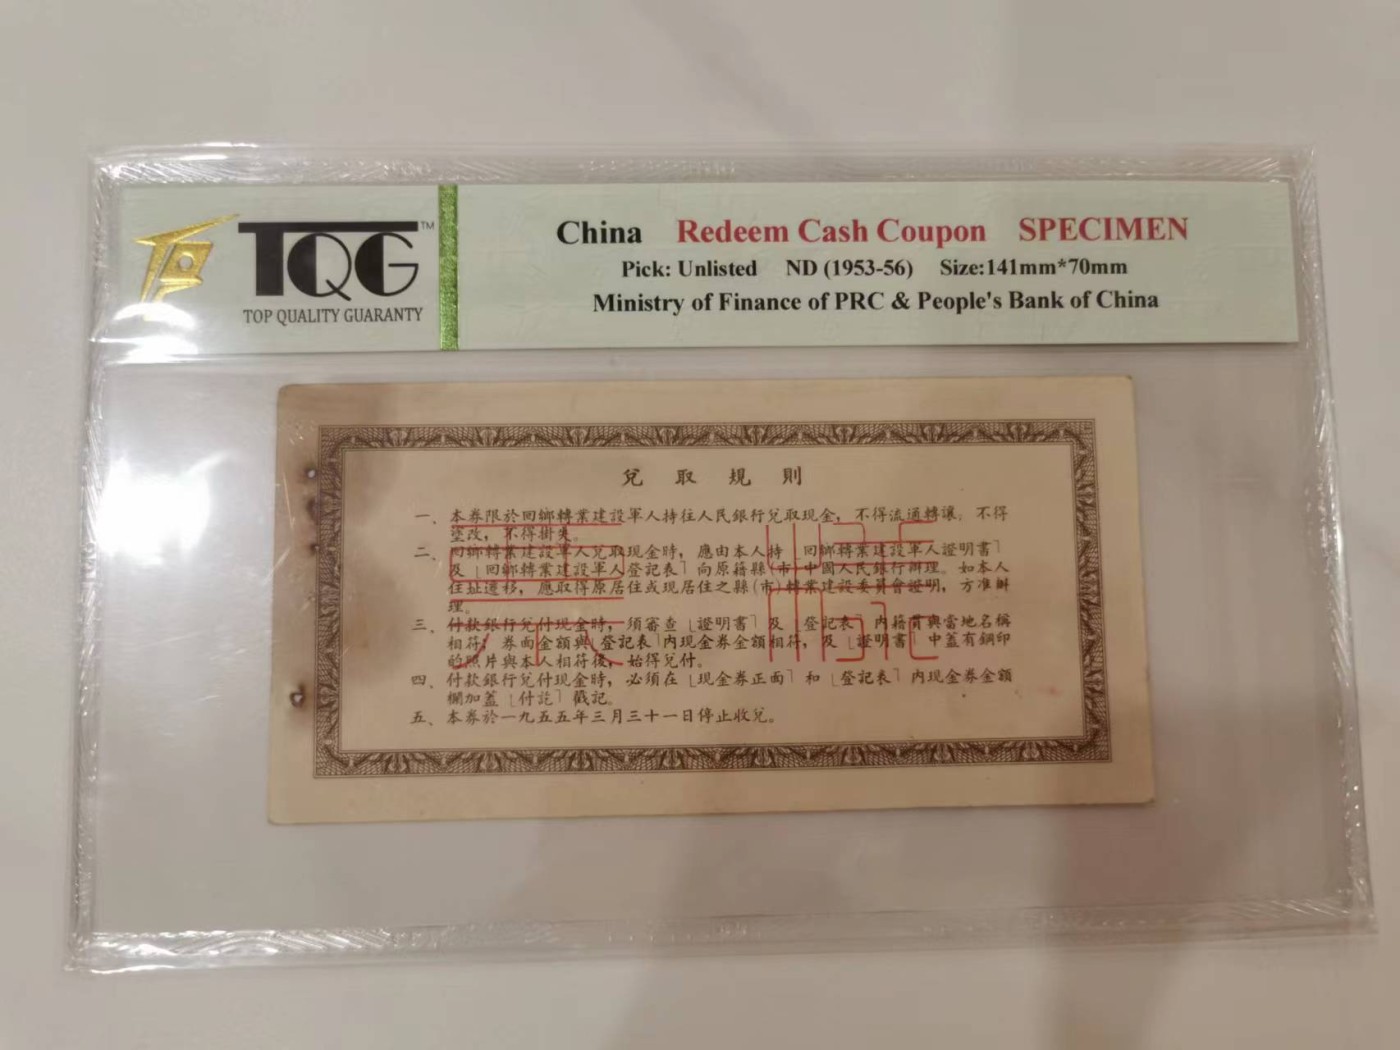 TQG™
TOP QUALITY GUARANTY
China Redeem Cash Coupon SPECIMEN
Pick: Unlisted ND (1953-56) Size:141mm*70mm
Ministry of Finance of PRC & People's Bank of China
兌取規則
一、本券限於回鄉轉業建設軍人持往人民銀行兌取現金，不得流通轉讓，不得
塗改，不得掛失。
二、回鄉轉業建設軍人兌取現金時，應由本人持﹝回鄉轉業建設軍人證明書﹞
及﹝回鄉轉業建設軍人登記表﹞向原籍縣(市)中國人民銀行辦理。如本人
住址遷移，應取得原居住或現居住之縣(市)轉業建設委員會證明，方准辦
理。
三、付款銀行兌付現金時，須審查﹝證明書﹞及﹝登記表﹞內籍貫與當地名稱
相符，券面金額與﹝登記表﹞內現金券金額相符，及﹝證明書﹞中蓋有鋼印
的照片與本人相符後，始得兌付。
四、付款銀行兌付現金時，必須在﹝現金券正面﹞和﹝登記表﹞內現金券金額
欄加蓋﹝付訖﹞戳記。
五、本券於一九五五年三月三十一日停止收兌。